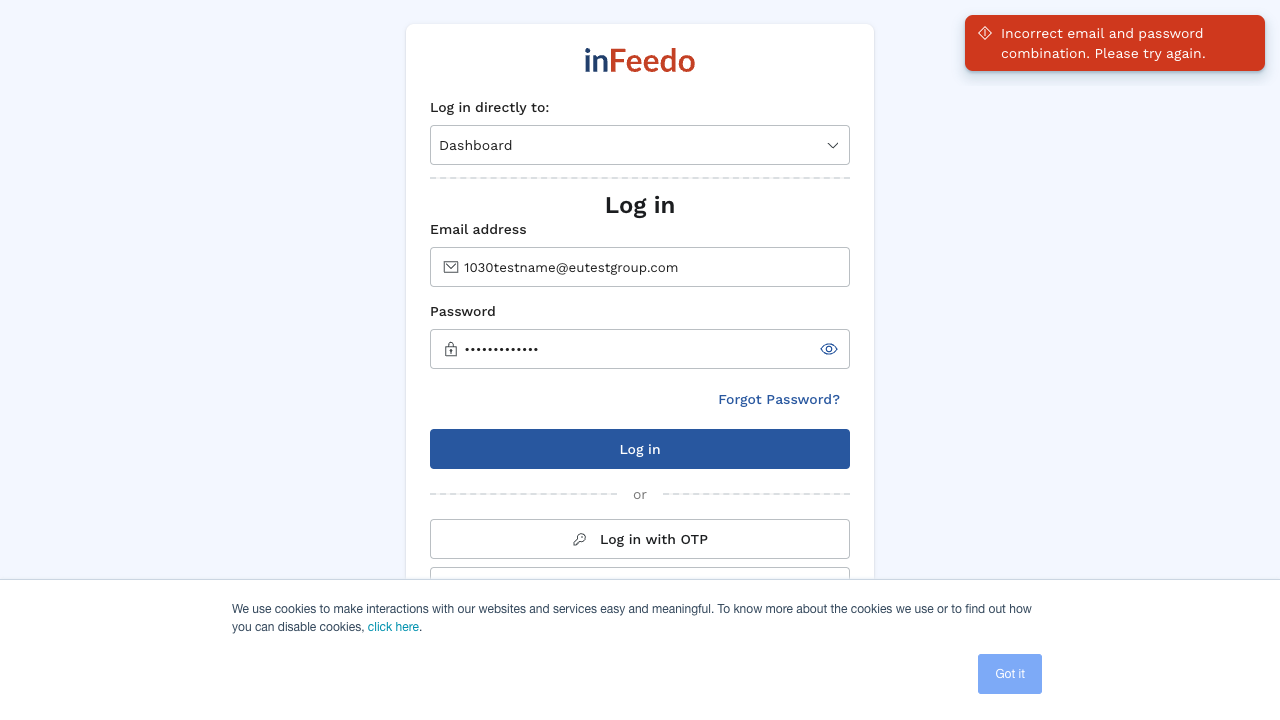 inFeedo
Incorrect email and password
combination. Please try again.
Log in directly to:
Dashboard
Log in
Email address
1030testname@eutestgroup.com
Password
•••••••••••••
Forgot Password?
Log in
or
Log in with OTP
We use cookies to make interactions with our websites and services easy and meaningful. To know more about the cookies we use or to find out how
you can disable cookies, click here.
Got it